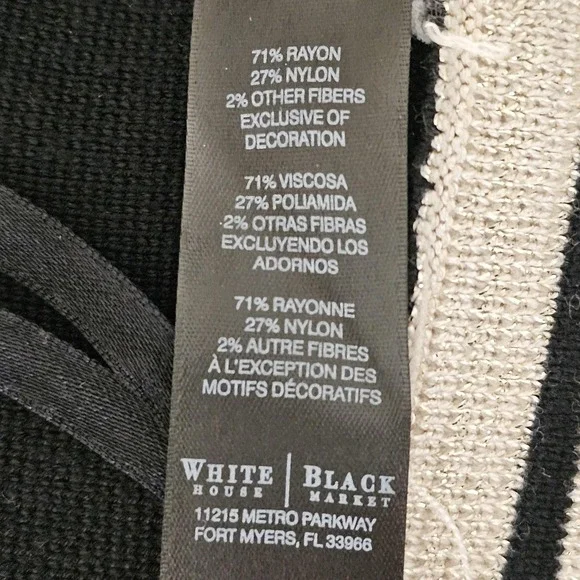 71% RAYON
27% NYLON
2% OTHER FIBERS
EXCLUSIVE OF
DECORATION
71% VISCOSA
27% POLIAMIDA
2% OTRAS FIBRAS
EXCLUYENDO LOS
ADORNOS
71% RAYONNE
27% NYLON
2% AUTRE FIBRES
À L'EXCEPTION DES
MOTIFS DÉCORATIFS
WHITE | BLACK
HOUSE MARKET
11215 METRO PARKWAY
FORT MYERS, FL 33966